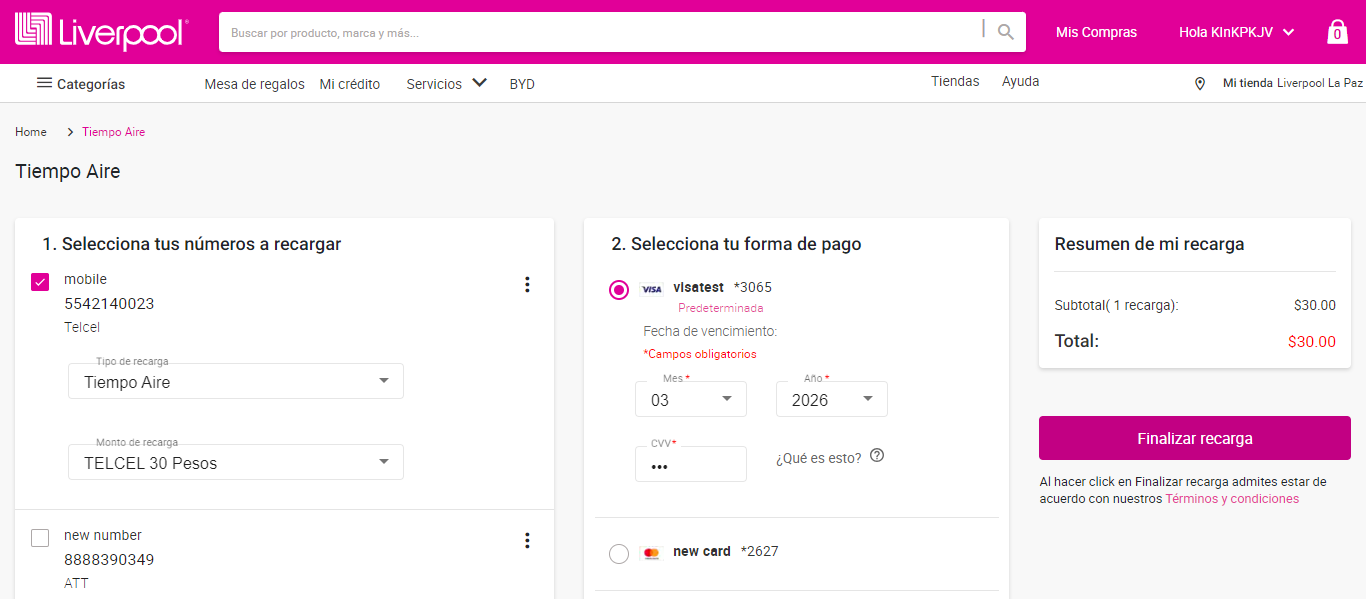 Liverpool
Buscar por producto, marca y más...
Mis Compras
Hola KInKPKJV
0
Categorías
Mesa de regalos
Mi crédito
Servicios
BYD
Tiendas
Ayuda
Mi tienda Liverpool La Paz
Home
Tiempo Aire
Tiempo Aire
1. Selecciona tus números a recargar
mobile
5542140023
Telcel
Tipo de recarga
Tiempo Aire
Monto de recarga
TELCEL 30 Pesos
new number
8888390349
ATT
2. Selecciona tu forma de pago
VISA visatest *3065
Predeterminada
Fecha de vencimiento:
*Campos obligatorios
Mes *
03
Año *
2026
CVV*
•••
¿Qué es esto? ?
new card *2627
Resumen de mi recarga
Subtotal( 1 recarga): $30.00
Total: $30.00
Finalizar recarga
Al hacer click en Finalizar recarga admites estar de
acuerdo con nuestros Términos y condiciones